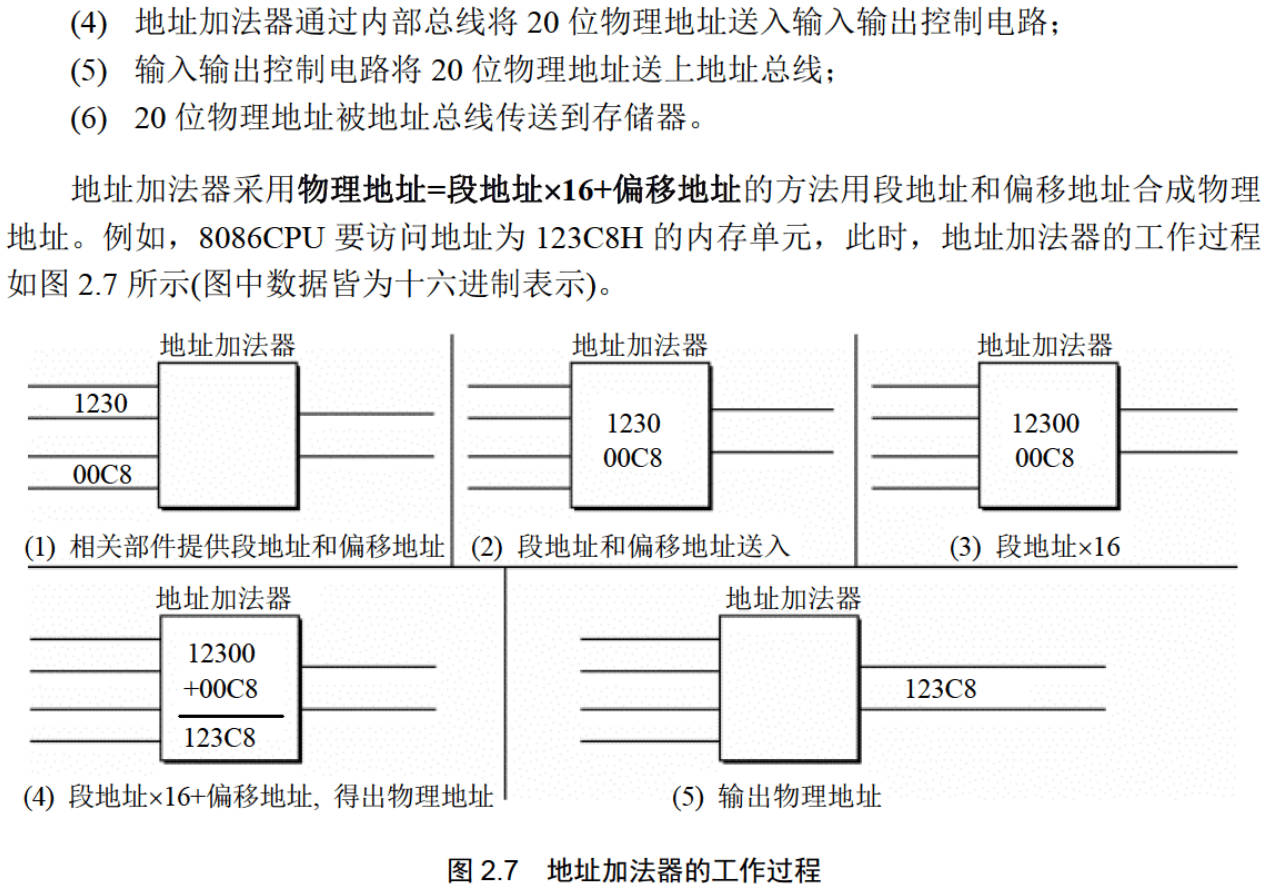 (4) 地址加法器通过内部总线将 20 位物理地址送入输入输出控制电路；
(5) 输入输出控制电路将 20 位物理地址送上地址总线；
(6) 20 位物理地址被地址总线传送到存储器。
地址加法器采用物理地址=段地址×16+偏移地址的方法用段地址和偏移地址合成物理
地址。例如，8086CPU 要访问地址为 123C8H 的内存单元，此时，地址加法器的工作过程
如图 2.7 所示(图中数据皆为十六进制表示)。
地址加法器
1230
00C8
(1) 相关部件提供段地址和偏移地址
地址加法器
1230
00C8
(2) 段地址和偏移地址送入
地址加法器
12300
00C8
(3) 段地址×16
地址加法器
12300
+00C8
123C8
(4) 段地址×16+偏移地址, 得出物理地址
地址加法器
123C8
(5) 输出物理地址
图 2.7 地址加法器的工作过程